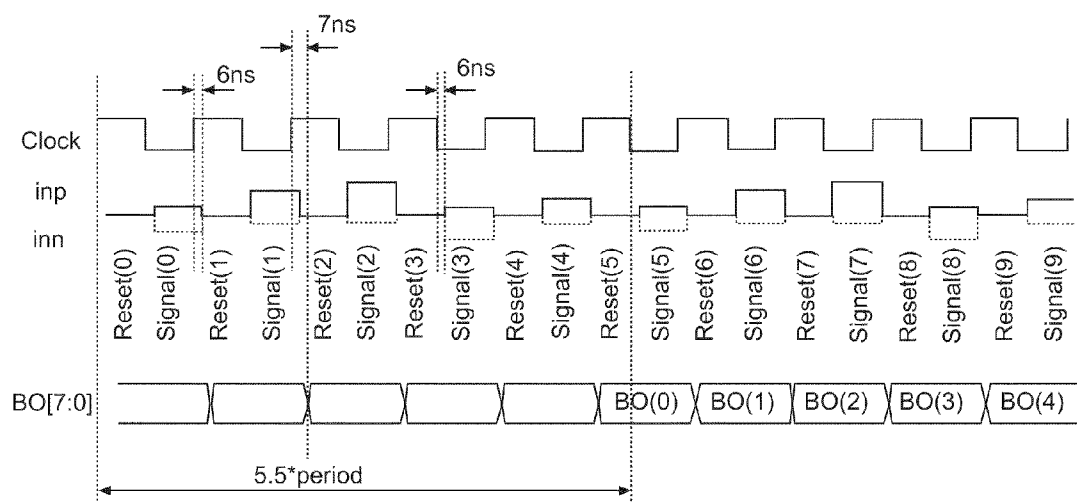 7ns
6ns
6ns
Clock
inp
inn
Reset(0)
Signal(0)
Reset(1)
Signal(1)
Reset(2)
Signal(2)
Reset(3)
Signal(3)
Reset(4)
Signal(4)
Reset(5)
Signal(5)
Reset(6)
Signal(6)
Reset(7)
Signal(7)
Reset(8)
Signal(8)
Reset(9)
Signal(9)
BO[7:0]
BO(0)
BO(1)
BO(2)
BO(3)
BO(4)
5.5*period